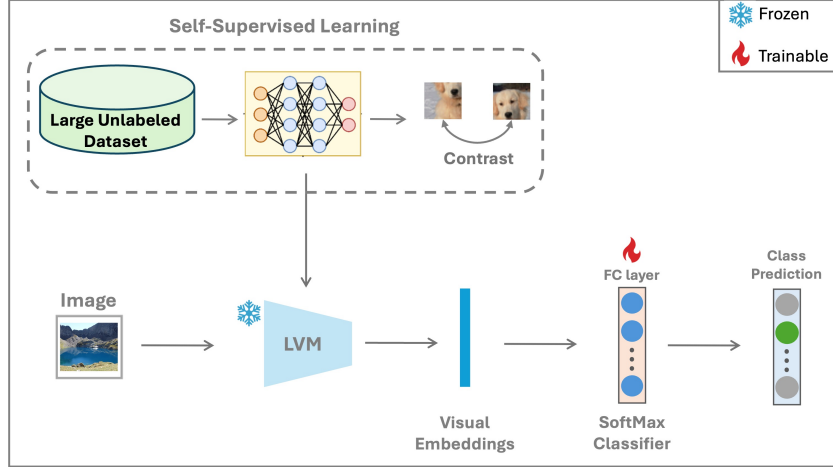 Self-Supervised Learning
Frozen
Trainable
Large Unlabeled
Dataset
Contrast
Image
LVM
FC layer
Class
Prediction
Visual
Embeddings
SoftMax
Classifier